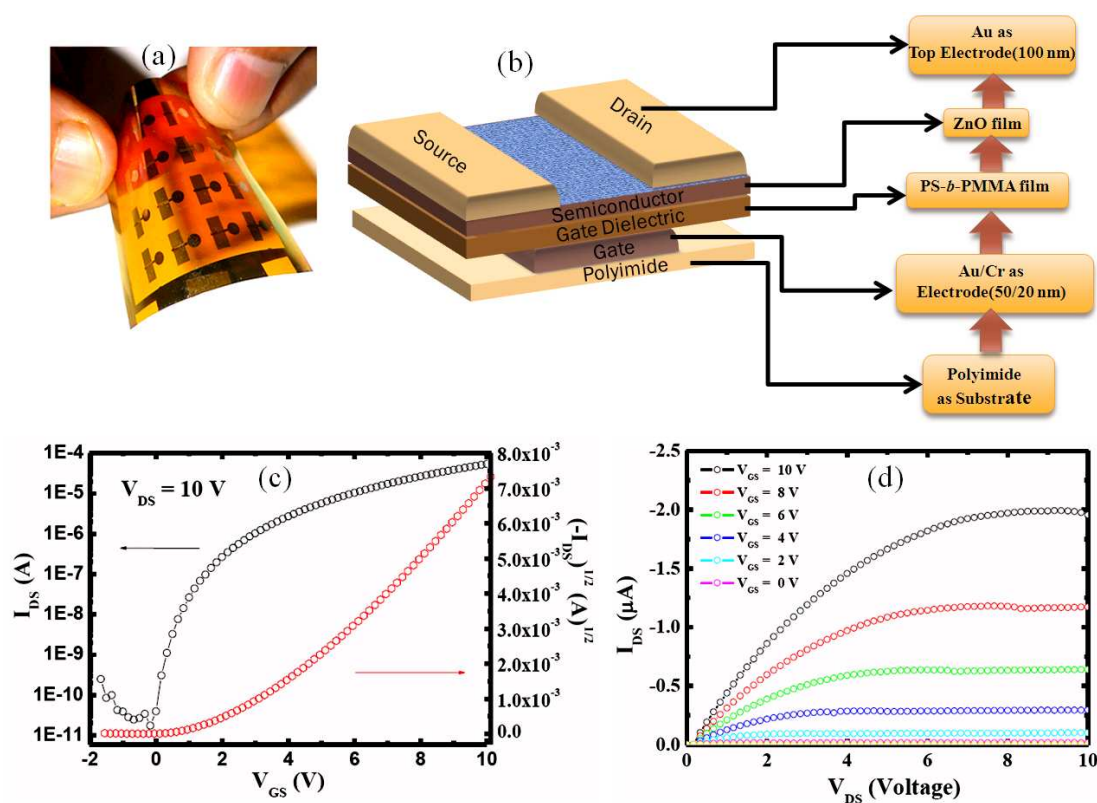 (a)
(b)
Source
Drain
Semiconductor
Gate Dielectric
Gate
Polyimide
Au as
Top Electrode(100 nm)
ZnO film
PS-b-PMMA film
Au/Cr as
Electrode(50/20 nm)
Polyimide
as Substrate
(c)
V_DS = 10 V
I_DS (A)
1E-4
1E-5
1E-6
1E-7
1E-8
1E-9
1E-10
1E-11
-2
0
2
4
6
8
10
V_GS (V)
8.0x10⁻³
7.0x10⁻³
6.0x10⁻³
5.0x10⁻³
4.0x10⁻³
3.0x10⁻³
2.0x10⁻³
1.0x10⁻³
0.0
(-I_DS)^1/2 (A)^1/2
(d)
V_GS = 10 V
V_GS = 8 V
V_GS = 6 V
V_GS = 4 V
V_GS = 2 V
V_GS = 0 V
I_DS (μA)
-2.5
-2.0
-1.5
-1.0
-0.5
0.0
0
2
4
6
8
10
V_DS (Voltage)